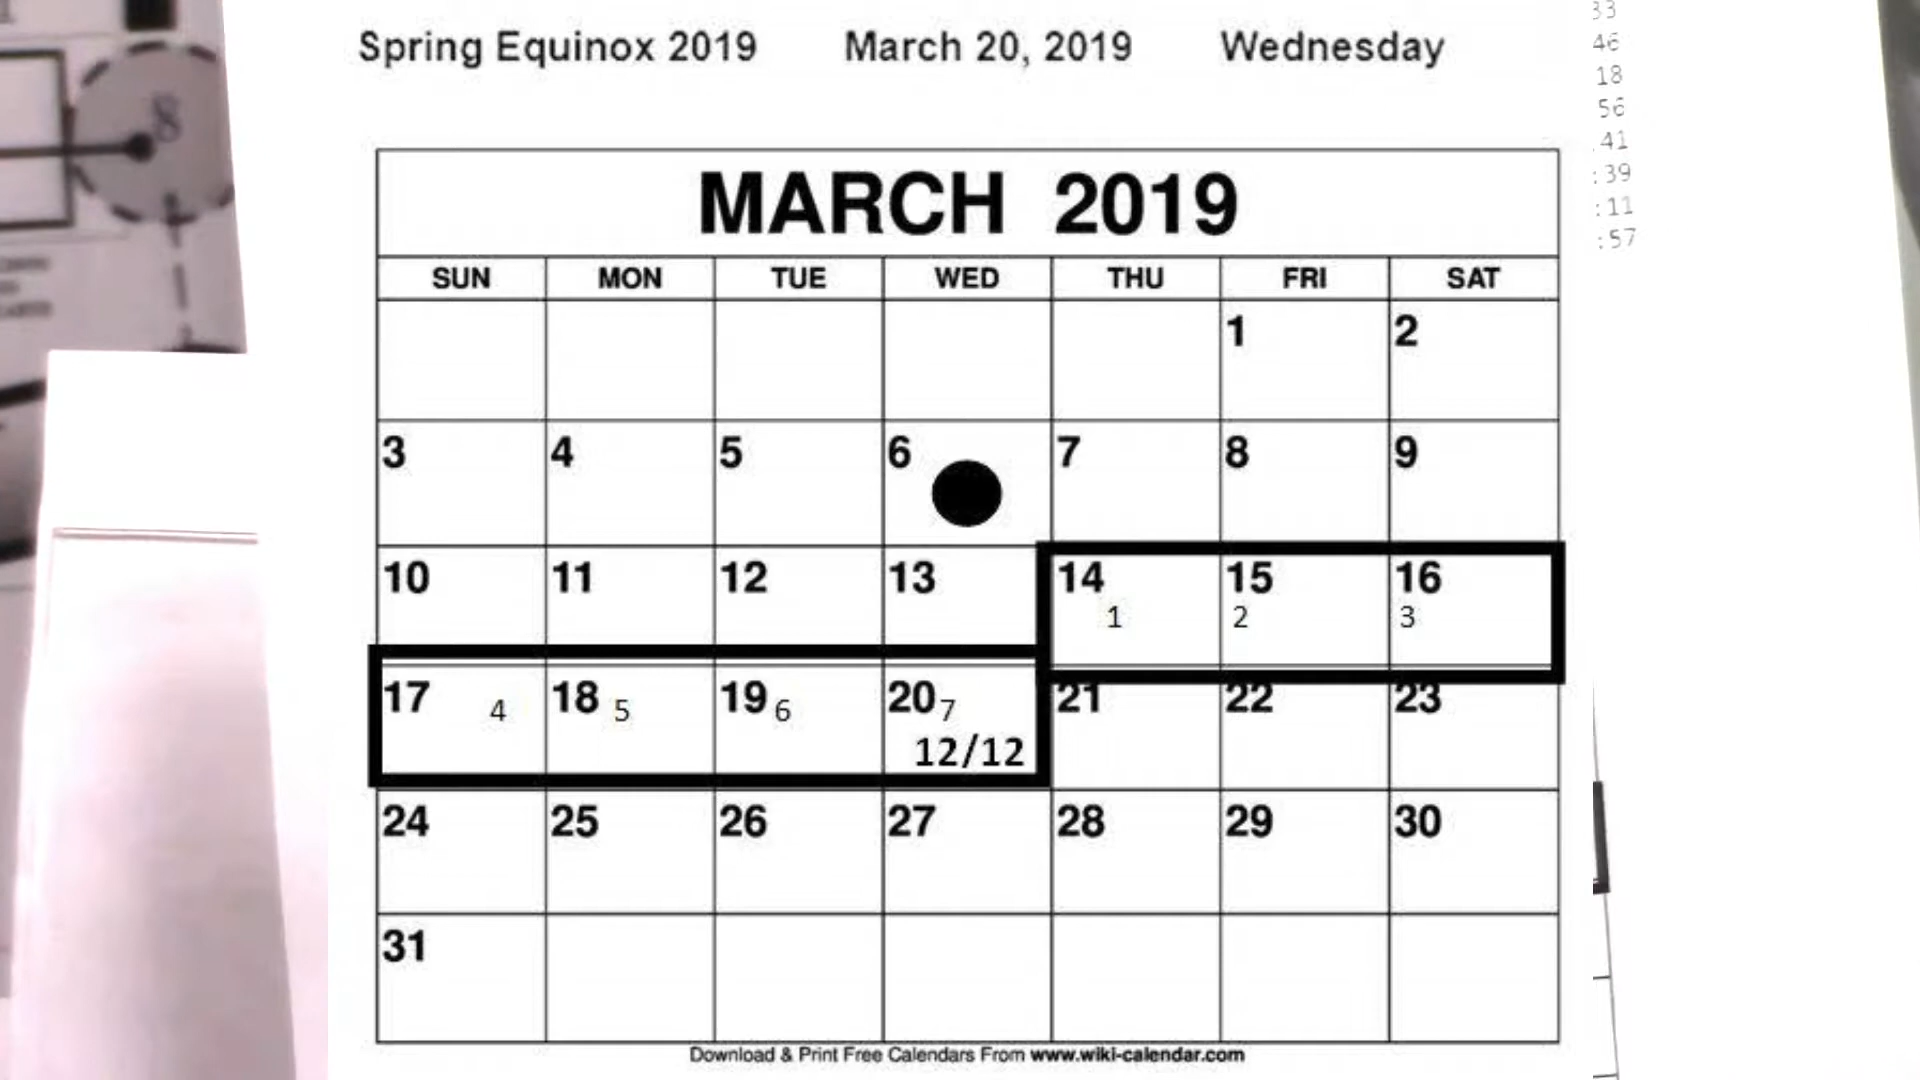 Spring Equinox 2019 March 20, 2019 Wednesday
MARCH 2019
SUN MON TUE WED THU FRI SAT
1 2
3 4 5 6 7 8 9
10 11 12 13 14 15 16
1 2 3
17 4 18 5 19 6 20 7 21 22 23
12/12
24 25 26 27 28 29 30
31
Download & Print Free Calendars From www.wiki-calendar.com
33
46
18
56
41
:39
:11
:57
8